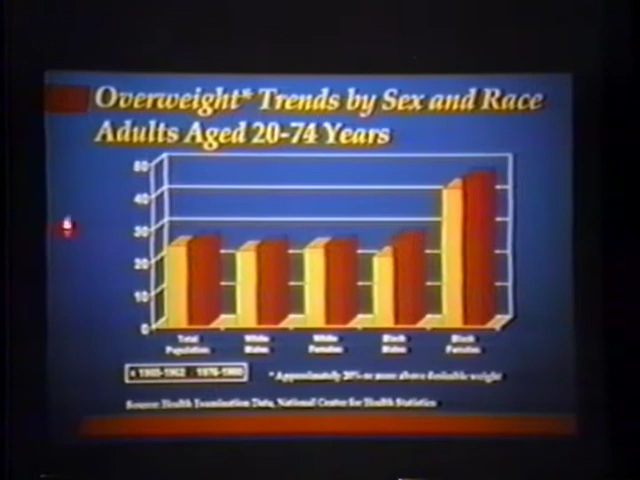 Overweight* Trends by Sex and Race
Adults Aged 20-74 Years
50
40
30
20
10
0
Total White White Black Black
Population Males Females Males Females
1960-1962 1976-1980
* Approximately 20% or more above desirable weight
Source: Health Examination Data, National Center for Health Statistics